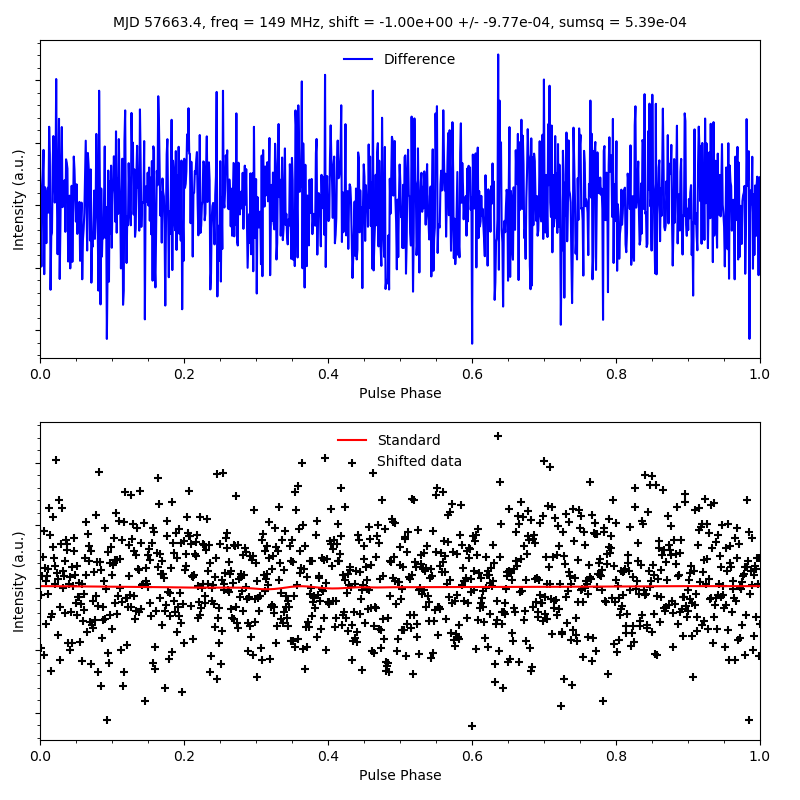 MJD 57663.4, freq = 149 MHz, shift = -1.00e+00 +/- -9.77e-04, sumsq = 5.39e-04
Difference
Intensity (a.u.)
0.0 0.2 0.4 0.6 0.8 1.0
Pulse Phase
Standard
Shifted data
Intensity (a.u.)
0.0 0.2 0.4 0.6 0.8 1.0
Pulse Phase